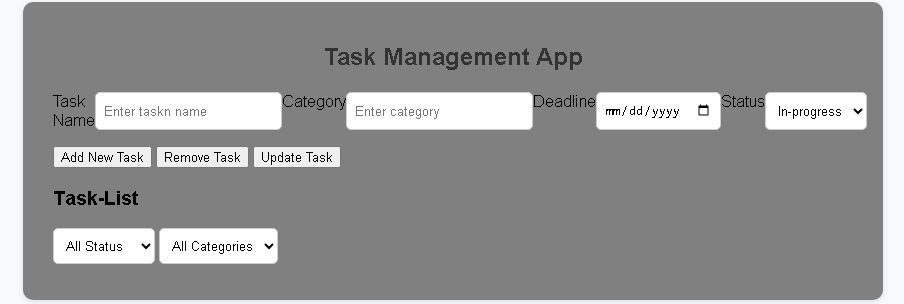 Task Management App
Task Name Enter taskn name Category Enter category Deadline mm/dd/yyyy Status In-progress
Add New Task Remove Task Update Task
Task-List
All Status All Categories